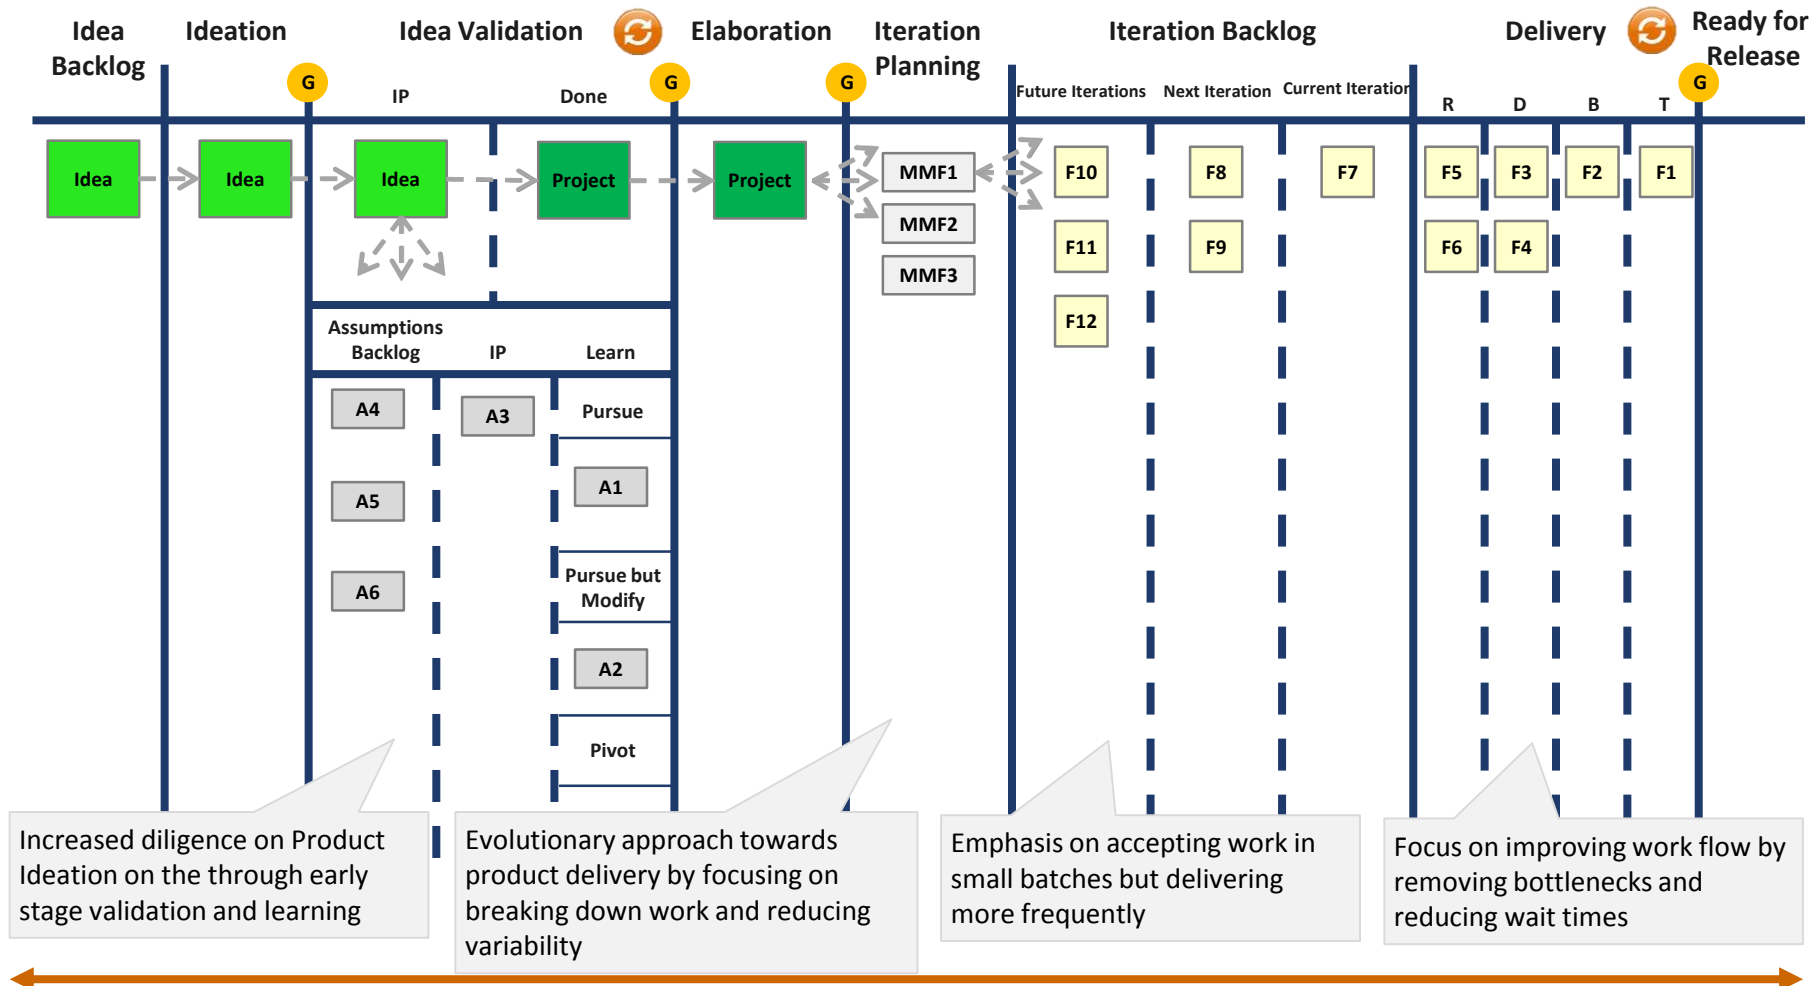 Idea
Backlog
Ideation
Idea Validation
Elaboration
Iteration
Planning
Iteration Backlog
Delivery
Ready for
Release
G
G
G
G
IP
Done
Future Iterations
Next Iteration
Current Iteration
R
D
B
T
Idea
Idea
Idea
Project
Project
MMF1
MMF2
MMF3
F10
F11
F12
F8
F9
F7
F5
F6
F3
F4
F2
F1
Assumptions
Backlog
IP
Learn
A4
A5
A6
A3
Pursue
A1
Pursue but
Modify
A2
Pivot
Increased diligence on Product
Ideation on the through early
stage validation and learning
Evolutionary approach towards
product delivery by focusing on
breaking down work and reducing
variability
Emphasis on accepting work in
small batches but delivering
more frequently
Focus on improving work flow by
removing bottlenecks and
reducing wait times